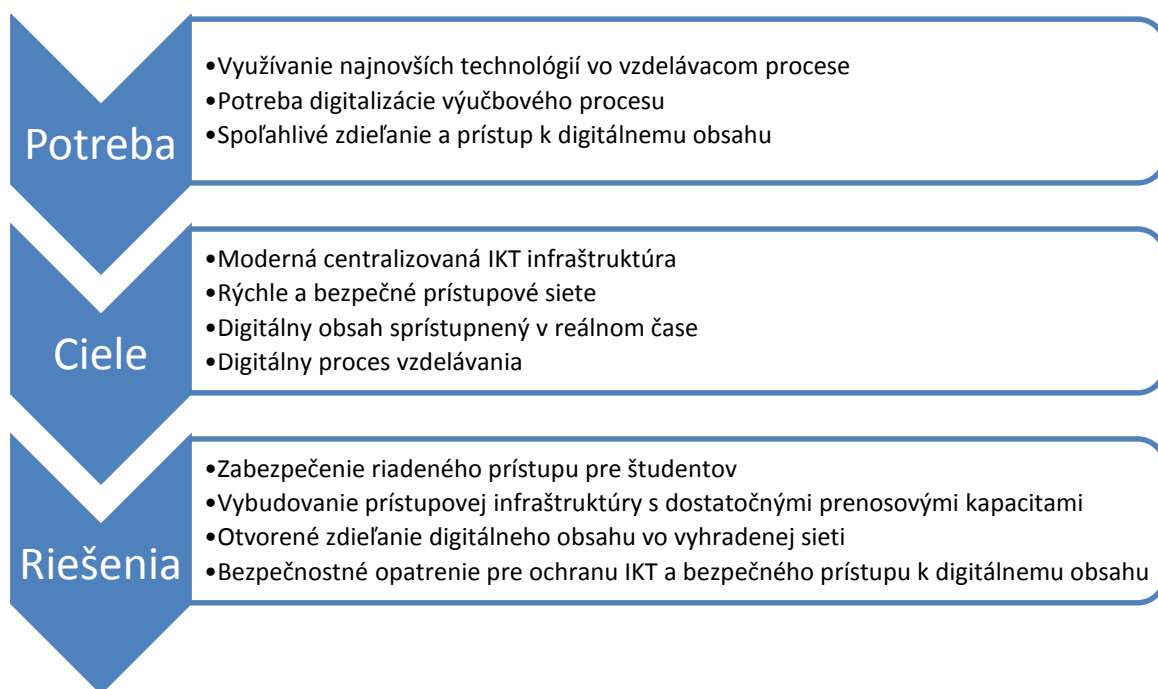 Potreba
•Využívanie najnovších technológií vo vzdelávacom procese
•Potreba digitalizácie výučbového procesu
•Spoľahlivé zdieľanie a prístup k digitálnemu obsahu
Ciele
•Moderná centralizovaná IKT infraštruktúra
•Rýchle a bezpečné prístupové siete
•Digitálny obsah sprístupnený v reálnom čase
•Digitálny proces vzdelávania
Riešenia
•Zabezpečenie riadeného prístupu pre študentov
•Vybudovanie prístupovej infraštruktúry s dostatočnými prenosovými kapacitami
•Otvorené zdieľanie digitálneho obsahu vo vyhradenej sieti
•Bezpečnostné opatrenie pre ochranu IKT a bezpečného prístupu k digitálnemu obsahu